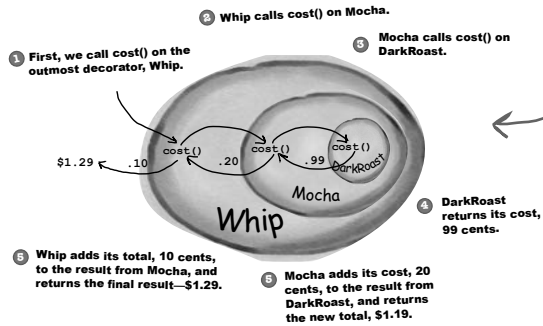 2 Whip calls cost() on Mocha.
1 First, we call cost() on the
outmost decorator, Whip.
3 Mocha calls cost() on
DarkRoast.
cost() cost() cost()
$1.29 .10 .20 .99 DarkRoast
Mocha
Whip
4 DarkRoast
returns its cost,
99 cents.
5 Whip adds its total, 10 cents,
to the result from Mocha, and
returns the final result—$1.29.
5 Mocha adds its cost, 20
cents, to the result from
DarkRoast, and returns
the new total, $1.19.